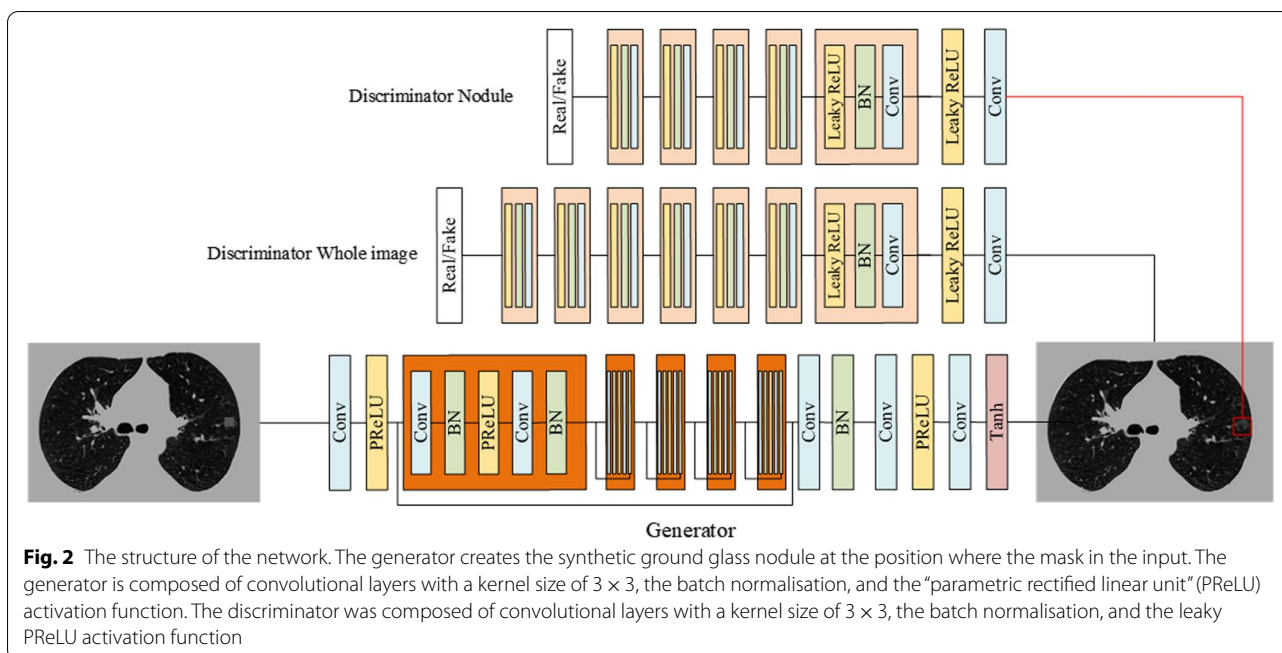 Discriminator Nodule
Real/Fake
Leaky ReLU
BN
Conv
Leaky ReLU
Conv
Discriminator Whole image
Real/Fake
Leaky ReLU
BN
Conv
Leaky ReLU
Conv
Conv
PReLU
Conv
BN
PReLU
Conv
BN
Conv
BN
Conv
PReLU
Conv
Tanh
Generator
Fig. 2 The structure of the network. The generator creates the synthetic ground glass nodule at the position where the mask in the input. The
generator is composed of convolutional layers with a kernel size of 3 × 3, the batch normalisation, and the “parametric rectified linear unit” (PReLU)
activation function. The discriminator was composed of convolutional layers with a kernel size of 3 × 3, the batch normalisation, and the leaky
PReLU activation function